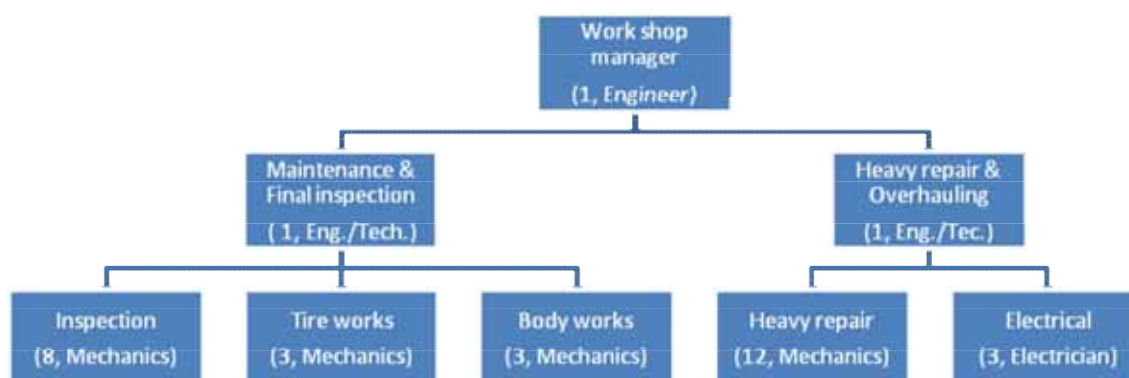 Work shop
manager
(1, Engineer)
Maintenance &
Final inspection
( 1, Eng./Tech.)
Heavy repair &
Overhauling
(1, Eng./Tec.)
Inspection
(8, Mechanics)
Tire works
(3, Mechanics)
Body works
(3, Mechanics)
Heavy repair
(12, Mechanics)
Electrical
(3, Electrician)